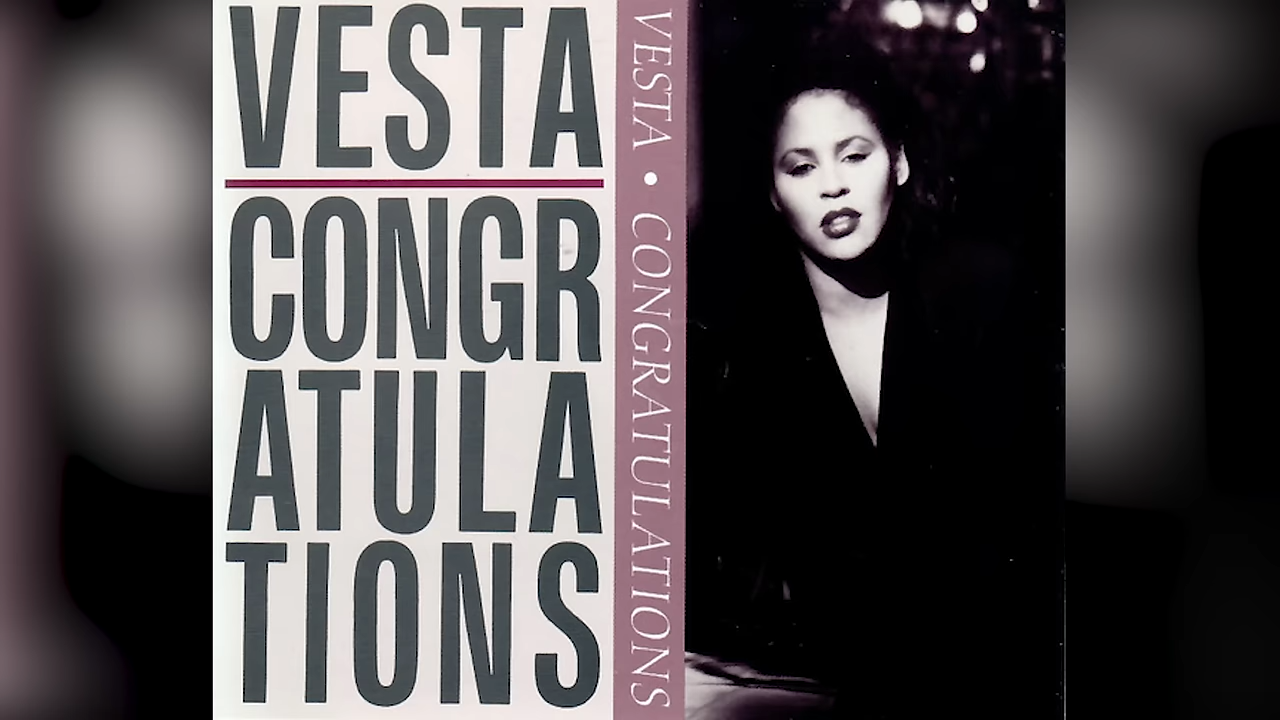 VESTA
CONGR
ATULA
TIONS
VESTA • CONGRATULATIONS